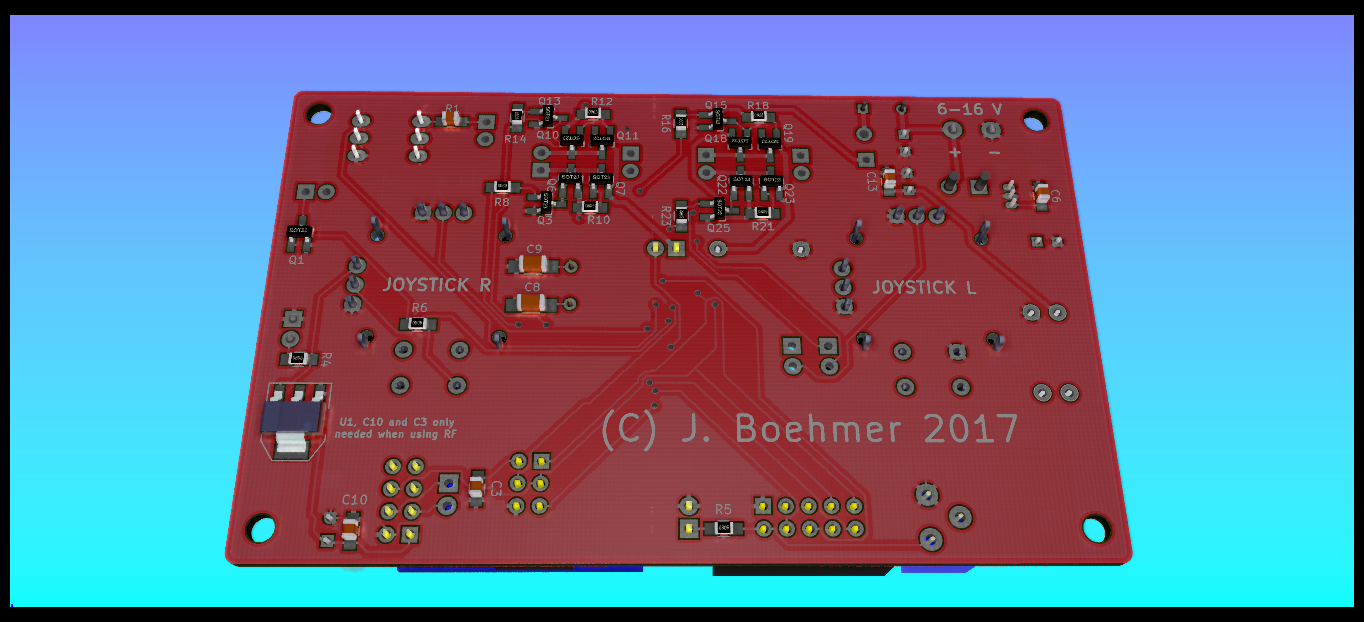 R1
Q13
R12
Q15
R18
6-16 V
R14
Q10
Q11
R16
Q18
Q19
+
-
R8
Q6
Q7
Q22
Q23
C13
C6
Q3
R10
R23
Q25
R21
Q1
C9
JOYSTICK R
C8
JOYSTICK L
R6
R4
U1, C10 and C3 only
needed when using RF
(C) J. Boehmer 2017
C3
C10
R5